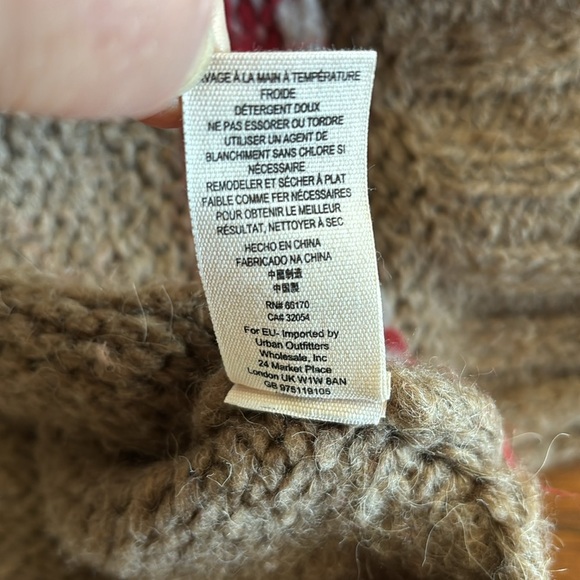 AVAGE À LA MAIN À TEMPÉRATURE
FROIDE
DÉTERGENT DOUX
NE PAS ESSORER OU TORDRE
UTILISER UN AGENT DE
BLANCHIMENT SANS CHLORE SI
NÉCESSAIRE
REMODELER ET SÉCHER À PLAT
FAIBLE COMME FER NÉCESSAIRES
POUR OBTENIR LE MEILLEUR
RÉSULTAT, NETTOYER À SEC
HECHO EN CHINA
FABRICADO NA CHINA
中國制造
中国製
RN# 66170
CA# 32054
For EU- Imported by
Urban Outfitters
Wholesale, Inc
24 Market Place
London UK W1W 8AN
GB 975119105